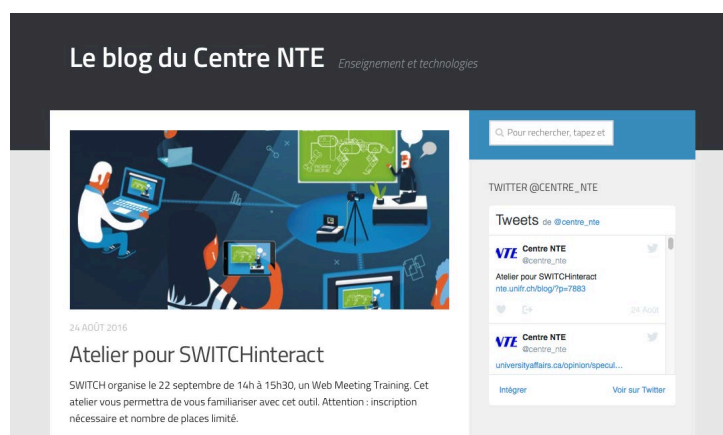 Le blog du Centre NTE Enseignement et technologies
24 AOÛT 2016
Atelier pour SWITCHinteract
SWITCH organise le 22 septembre de 14h à 15h30, un Web Meeting Training. Cet
atelier vous permettra de vous familiariser avec cet outil. Attention : inscription
nécessaire et nombre de places limité.
Pour rechercher, tapez et
TWITTER @CENTRE_NTE
Tweets de @centre_nte
NTE Centre NTE
@centre_nte
Atelier pour SWITCHinteract
nte.unifr.ch/blog/?p=7883
24 Août
NTE Centre NTE
@centre_nte
universityaffairs.ca/opinion/specul…
Intégrer Voir sur Twitter